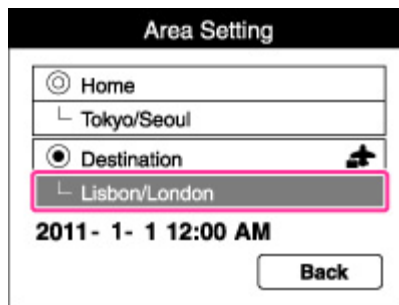 Area Setting
Home
Tokyo/Seoul
Destination
Lisbon/London
2011- 1- 1 12:00 AM
Back